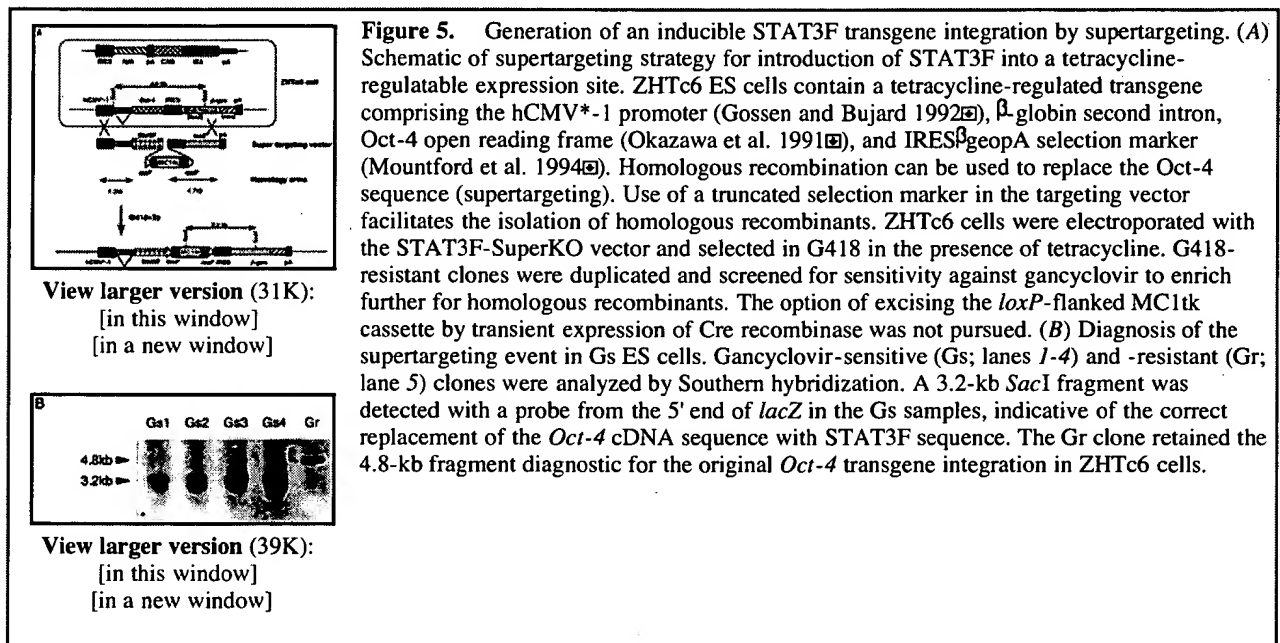 A
ZHTc6 cell
Super targeting vector
Homology arms
View larger version (31K):
[in this window]
[in a new window]
B
Gs1 Gs2 Gs3 Gs4 Gr
4.8kb
3.2kb
View larger version (39K):
[in this window]
[in a new window]
Figure 5. Generation of an inducible STAT3F transgene integration by supertargeting. (A)
Schematic of supertargeting strategy for introduction of STAT3F into a tetracycline-
regulatable expression site. ZHTc6 ES cells contain a tetracycline-regulated transgene
comprising the hCMV*-1 promoter (Gossen and Bujard 1992), β-globin second intron,
Oct-4 open reading frame (Okazawa et al. 1991), and IRESβgeopA selection marker
(Mountford et al. 1994). Homologous recombination can be used to replace the Oct-4
sequence (supertargeting). Use of a truncated selection marker in the targeting vector
facilitates the isolation of homologous recombinants. ZHTc6 cells were electroporated with
the STAT3F-SuperKO vector and selected in G418 in the presence of tetracycline. G418-
resistant clones were duplicated and screened for sensitivity against gancyclovir to enrich
further for homologous recombinants. The option of excising the loxP-flanked MC1tk
cassette by transient expression of Cre recombinase was not pursued. (B) Diagnosis of the
supertargeting event in Gs ES cells. Gancyclovir-sensitive (Gs; lanes 1-4) and -resistant (Gr;
lane 5) clones were analyzed by Southern hybridization. A 3.2-kb SacI fragment was
detected with a probe from the 5' end of lacZ in the Gs samples, indicative of the correct
replacement of the Oct-4 cDNA sequence with STAT3F sequence. The Gr clone retained the
4.8-kb fragment diagnostic for the original Oct-4 transgene integration in ZHTc6 cells.